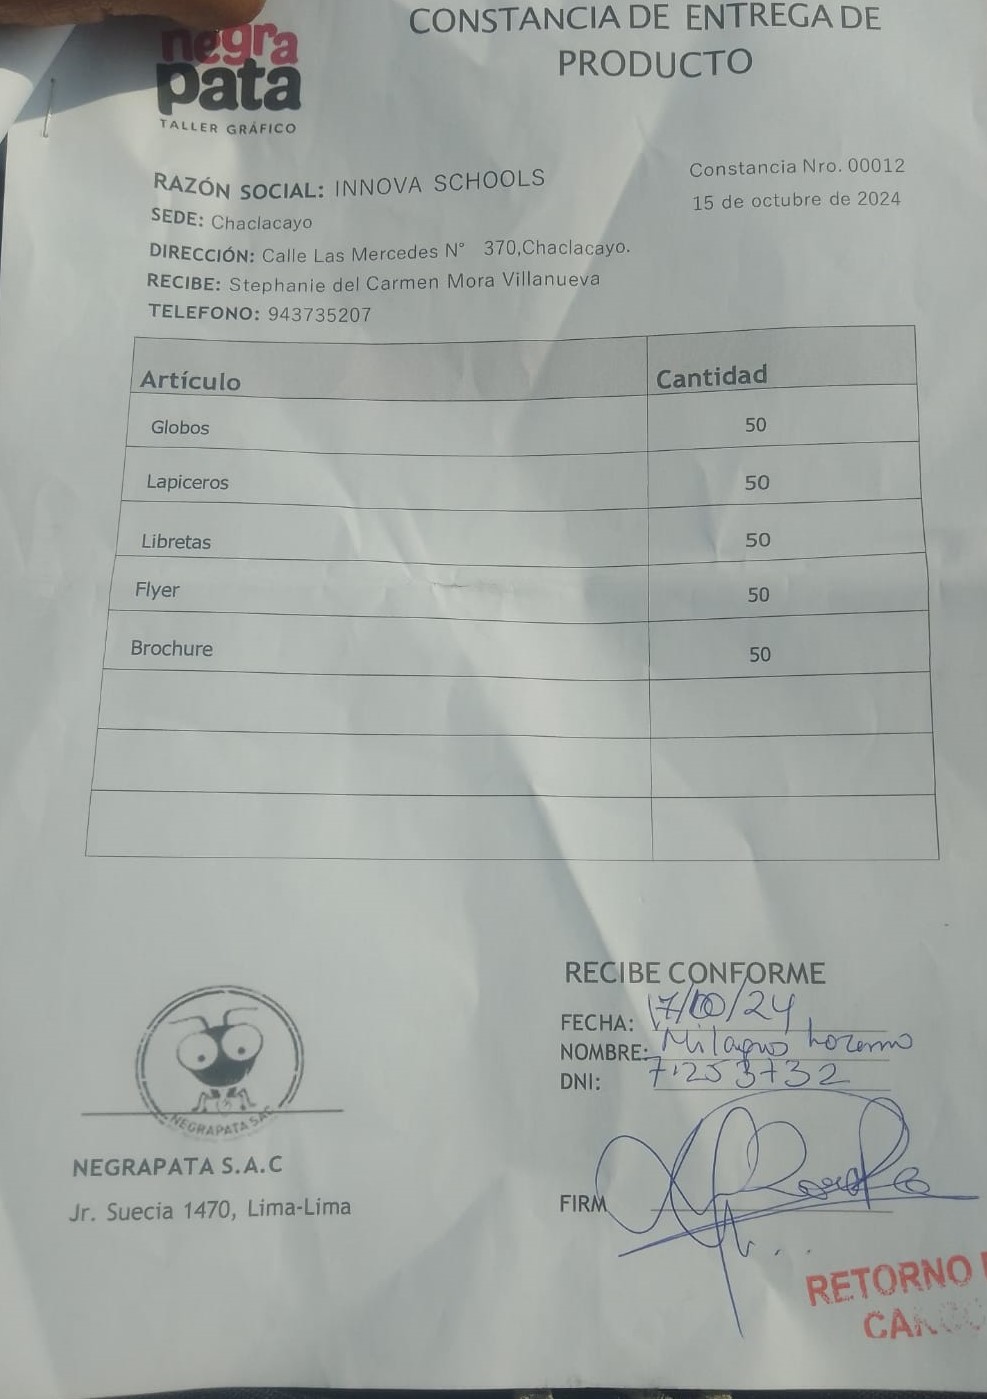 negra
pata
TALLER GRÁFICO
CONSTANCIA DE ENTREGA DE
PRODUCTO
RAZÓN SOCIAL: INNOVA SCHOOLS
Constancia Nro. 00012
SEDE: Chaclacayo
15 de octubre de 2024
DIRECCIÓN: Calle Las Mercedes N° 370,Chaclacayo.
RECIBE: Stephanie del Carmen Mora Villanueva
TELEFONO: 943735207
Artículo Cantidad
Globos 50
Lapiceros 50
Libretas 50
Flyer 50
Brochure 50
RECIBE CONFORME
FECHA: 17/10/24
NOMBRE: Milagros
DNI: 7253732
NEGRAPATA SAC
NEGRAPATA S.A.C
Jr. Suecia 1470, Lima-Lima
FIRM
RETORNO